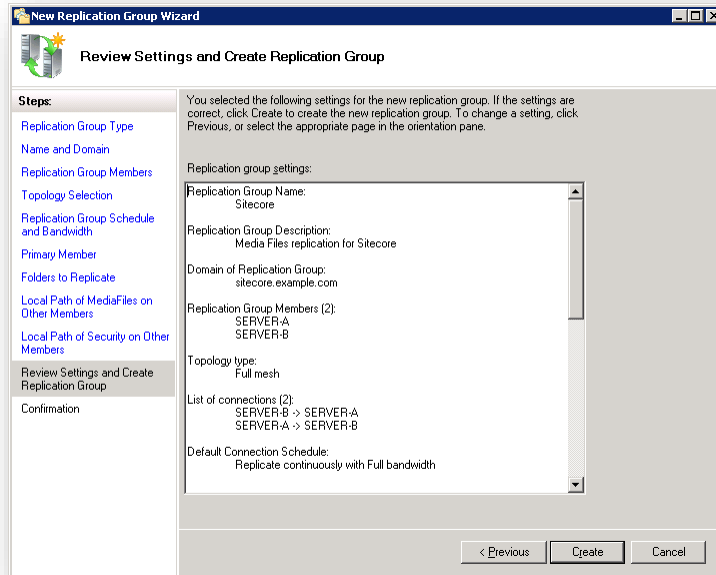 New Replication Group Wizard
Review Settings and Create Replication Group
Steps:
Replication Group Type
Name and Domain
Replication Group Members
Topology Selection
Replication Group Schedule
and Bandwidth
Primary Member
Folders to Replicate
Local Path of MediaFiles on
Other Members
Local Path of Security on Other
Members
Review Settings and Create
Replication Group
Confirmation
You selected the following settings for the new replication group. If the settings are
correct, click Create to create the new replication group. To change a setting, click
Previous, or select the appropriate page in the orientation pane.
Replication group settings:
Replication Group Name:
Sitecore
Replication Group Description:
Media Files replication for Sitecore
Domain of Replication Group:
sitecore.example.com
Replication Group Members (2):
SERVER-A
SERVER-B
Topology type:
Full mesh
List of connections (2):
SERVER-B -> SERVER-A
SERVER-A -> SERVER-B
Default Connection Schedule:
Replicate continuously with Full bandwidth
< Previous
Create
Cancel